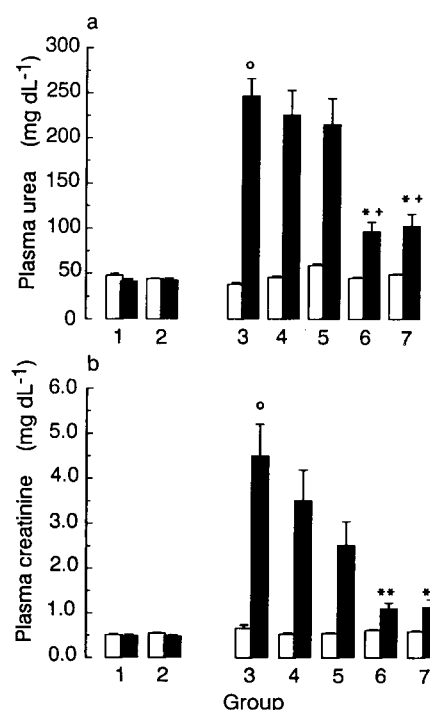 a
Plasma urea (mg dL-1)
300
250
200
150
100
50
0
° * + * +
1 2 3 4 5 6 7
b
Plasma creatinine (mg dL-1)
6.0
5.0
4.0
3.0
2.0
1.0
0.0
° ** *
1 2 3 4 5 6 7
Group